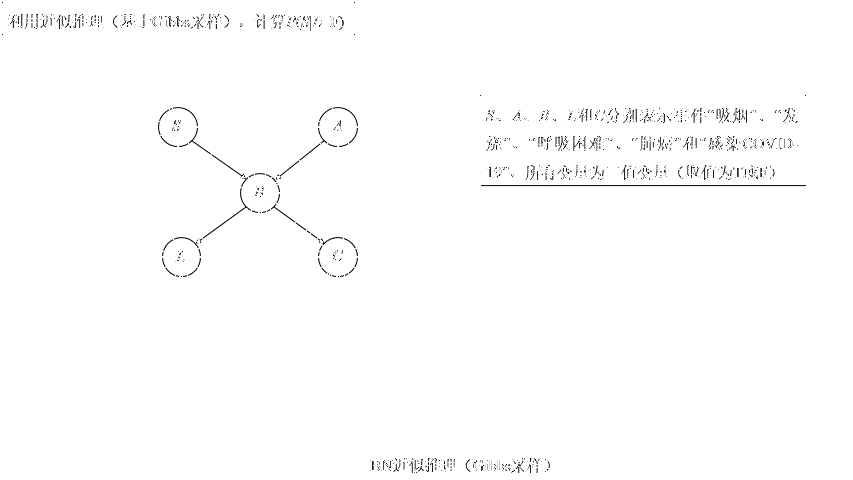 利用近似推理（基于Gibbs采样），计算P(S|L=F)
S、A、B、L和C分别表示事件“吸烟”、“发
烧”、“呼吸困难”、“肺癌”和“感染COVID-
19”，所有变量为二值变量（取值为T或F）
S
A
B
L
C
BN近似推理（Gibbs采样）